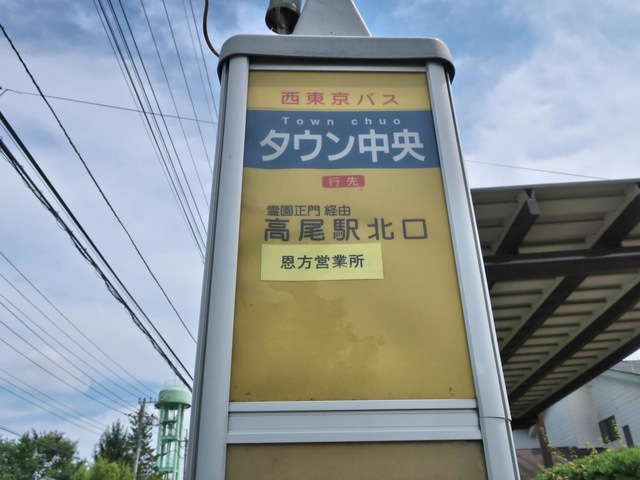 西東京バス
Town chuo
タウン中央
行先
霊園正門 経由
高尾駅北口
恩方営業所